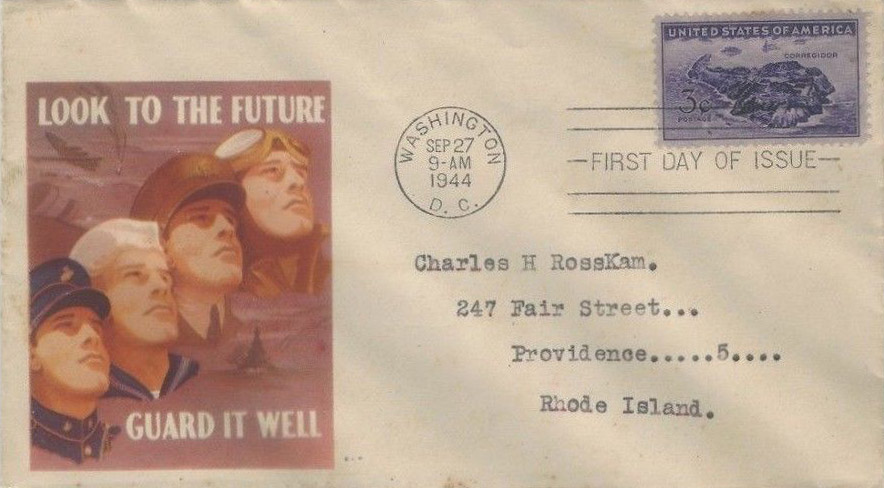 LOOK TO THE FUTURE
GUARD IT WELL
WASHINGTON
SEP 27
9-AM
1944
D. C.
UNITED STATES OF AMERICA
CORREGIDOR
3¢
POSTAGE
FIRST DAY OF ISSUE
Charles H RossKam.
247 Fair Street...
Providence.....5....
Rhode Island.